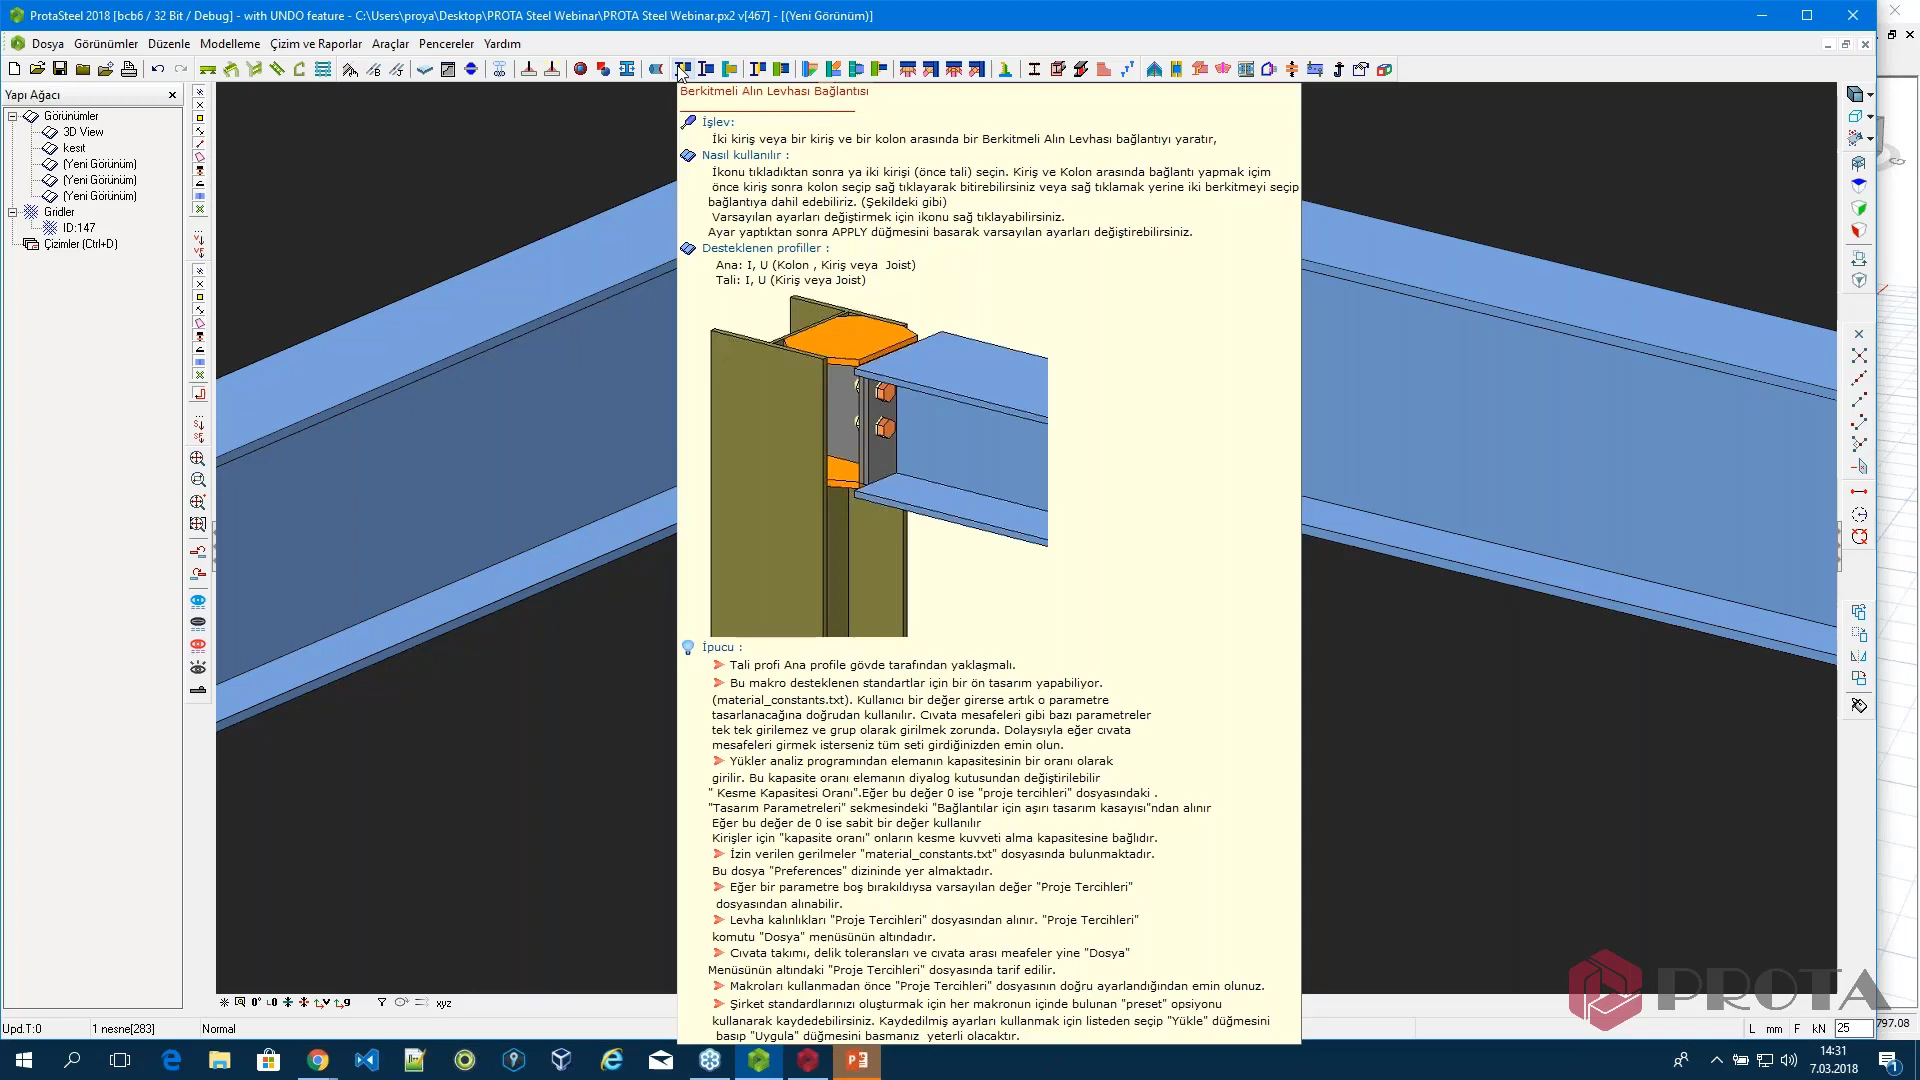 ProtaSteel 2018 [bcb6 / 32 Bit / Debug] - with UNDO feature - C:\Users\proya\Desktop\PROTA Steel Webinar\PROTA Steel Webinar.px2 v[467] - [(Yeni Görünüm)]
Dosya Görünümler Düzenle Modelleme Çizim ve Raporlar Araçlar Pencereler Yardım
Yapı Ağacı
Görünümler
3D View
kesit
(Yeni Görünüm)
(Yeni Görünüm)
(Yeni Görünüm)
Gridler
ID:147
Çizimler (Ctrl+D)
Berkitmeli Alın Levhası Bağlantısı
İşlev:
İki kiriş veya bir kiriş ve bir kolon arasında bir Berkitmeli Alın Levhası bağlantıyı yaratır,
Nasıl kullanılır :
İkonu tıkladıktan sonra ya iki kirişi (önce tali) seçin. Kiriş ve Kolon arasında bağlantı yapmak içim
önce kiriş sonra kolon seçip sağ tıklayarak bitirebilirsiniz veya sağ tıklamak yerine iki berkitmeyi seçip
bağlantıya dahil edebiliriz. (Şekildeki gibi)
Varsayılan ayarları değiştirmek için ikonu sağ tıklayabilirsiniz.
Ayar yaptıktan sonra APPLY düğmesini basarak varsayılan ayarları değiştirebilirsiniz.
Desteklenen profiller :
Ana: I, U (Kolon , Kiriş veya Joist)
Tali: I, U (Kiriş veya Joist)
İpucu :
Tali profi Ana profile gövde tarafından yaklaşmalı.
Bu makro desteklenen standartlar için bir ön tasarım yapabiliyor.
(material_constants.txt). Kullanıcı bir değer girerse artık o parametre
tasarlanacağına doğrudan kullanılır. Cıvata mesafeleri gibi bazı parametreler
tek tek girilemez ve grup olarak girilmek zorunda. Dolaysıyla eğer cıvata
mesafeleri girmek isterseniz tüm seti girdiğinizden emin olun.
Yükler analiz programından elemanın kapasitesinin bir oranı olarak
girilir. Bu kapasite oranı elemanın diyalog kutusundan değiştirilebilir
" Kesme Kapasitesi Oranı".Eğer bu değer 0 ise "proje tercihleri" dosyasındaki .
"Tasarım Parametreleri" sekmesindeki "Bağlantılar için aşırı tasarım kasayısı"ndan alınır
Eğer bu değer de 0 ise sabit bir değer kullanılır
Kirişler için "kapasite oranı" onların kesme kuvveti alma kapasitesine bağlıdır.
İzin verilen gerilmeler "material_constants.txt" dosyasında bulunmaktadır.
Bu dosya "Preferences" dizininde yer almaktadır.
Eğer bir parametre boş bırakıldıysa varsayılan değer "Proje Tercihleri"
dosyasından alınabilir.
Levha kalınlıkları "Proje Tercihleri" dosyasından alınır. "Proje Tercihleri"
komutu "Dosya" menüsünün altındadır.
Cıvata takımı, delik toleransları ve cıvata arası meafeler yine "Dosya"
Menüsünün altındaki "Proje Tercihleri" dosyasında tarif edilir.
Makroları kullanmadan önce "Proje Tercihleri" dosyasının doğru ayarlandığından emin olunuz.
Şirket standardlarınızı oluşturmak için her makronun içinde bulunan "preset" opsiyonu
kullanarak kaydedebilirsiniz. Kaydedilmiş ayarları kullanmak için listeden seçip "Yükle" düğmesini
basıp "Uygula" düğmesini basmanız yeterli olacaktır.
xyz
PROTA
Upd.T:0 1 nesne[283] Normal L mm F kN 25 797.08
14:31
7.03.2018